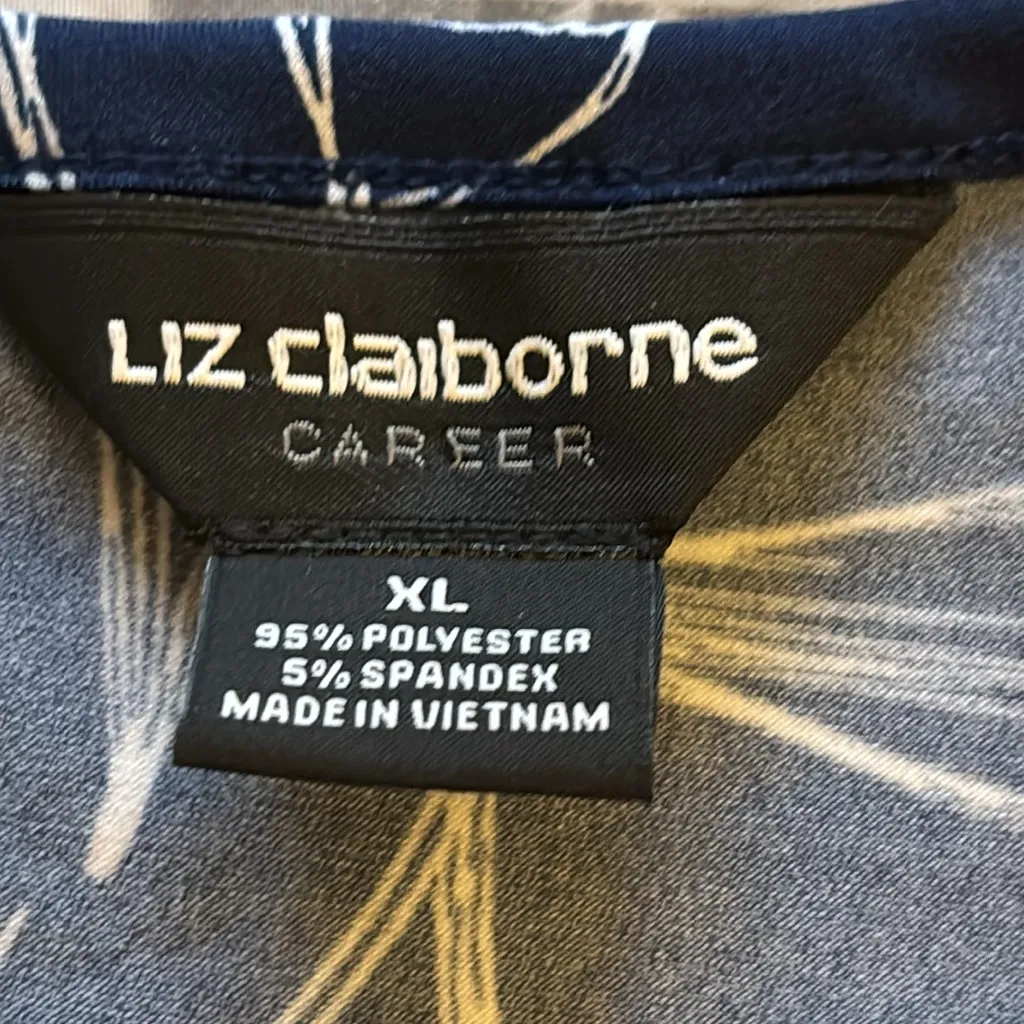 Liz claiborne
CAREER
XL
95% POLYESTER
5% SPANDEX
MADE IN VIETNAM